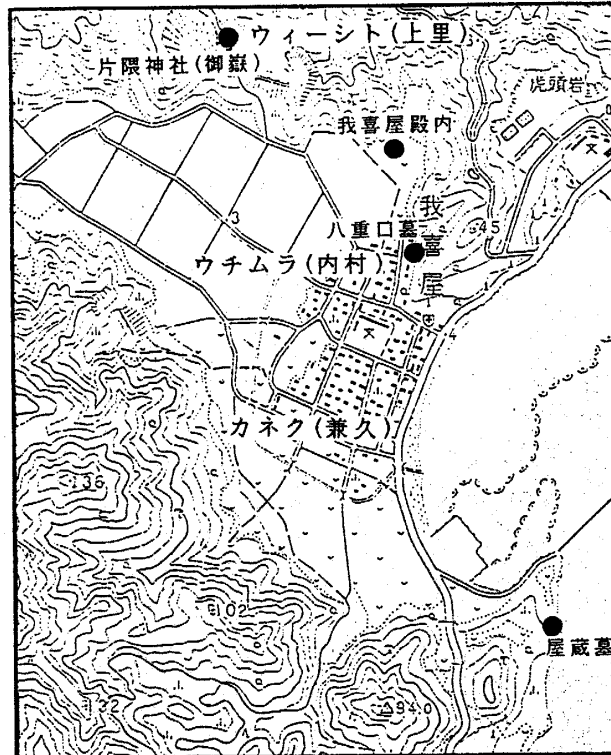 ウィーシト(上里)
片隈神社(御嶽)
虎頭岩
我喜屋殿内
我喜屋
八重口墓
45
3
ウチムラ(内村)
カネク(兼久)
136
102
132
94.0
屋蔵墓